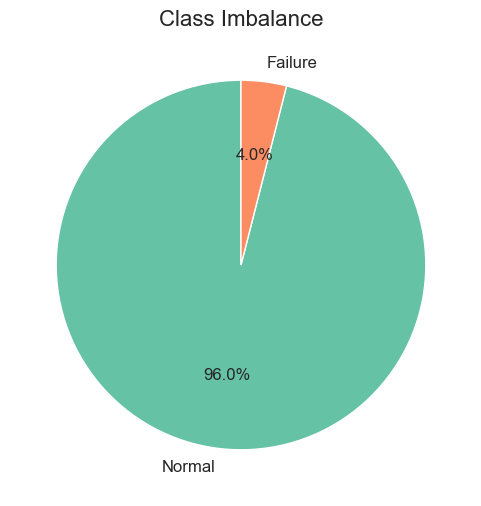 Class Imbalance
Failure
4.0%
96.0%
Normal